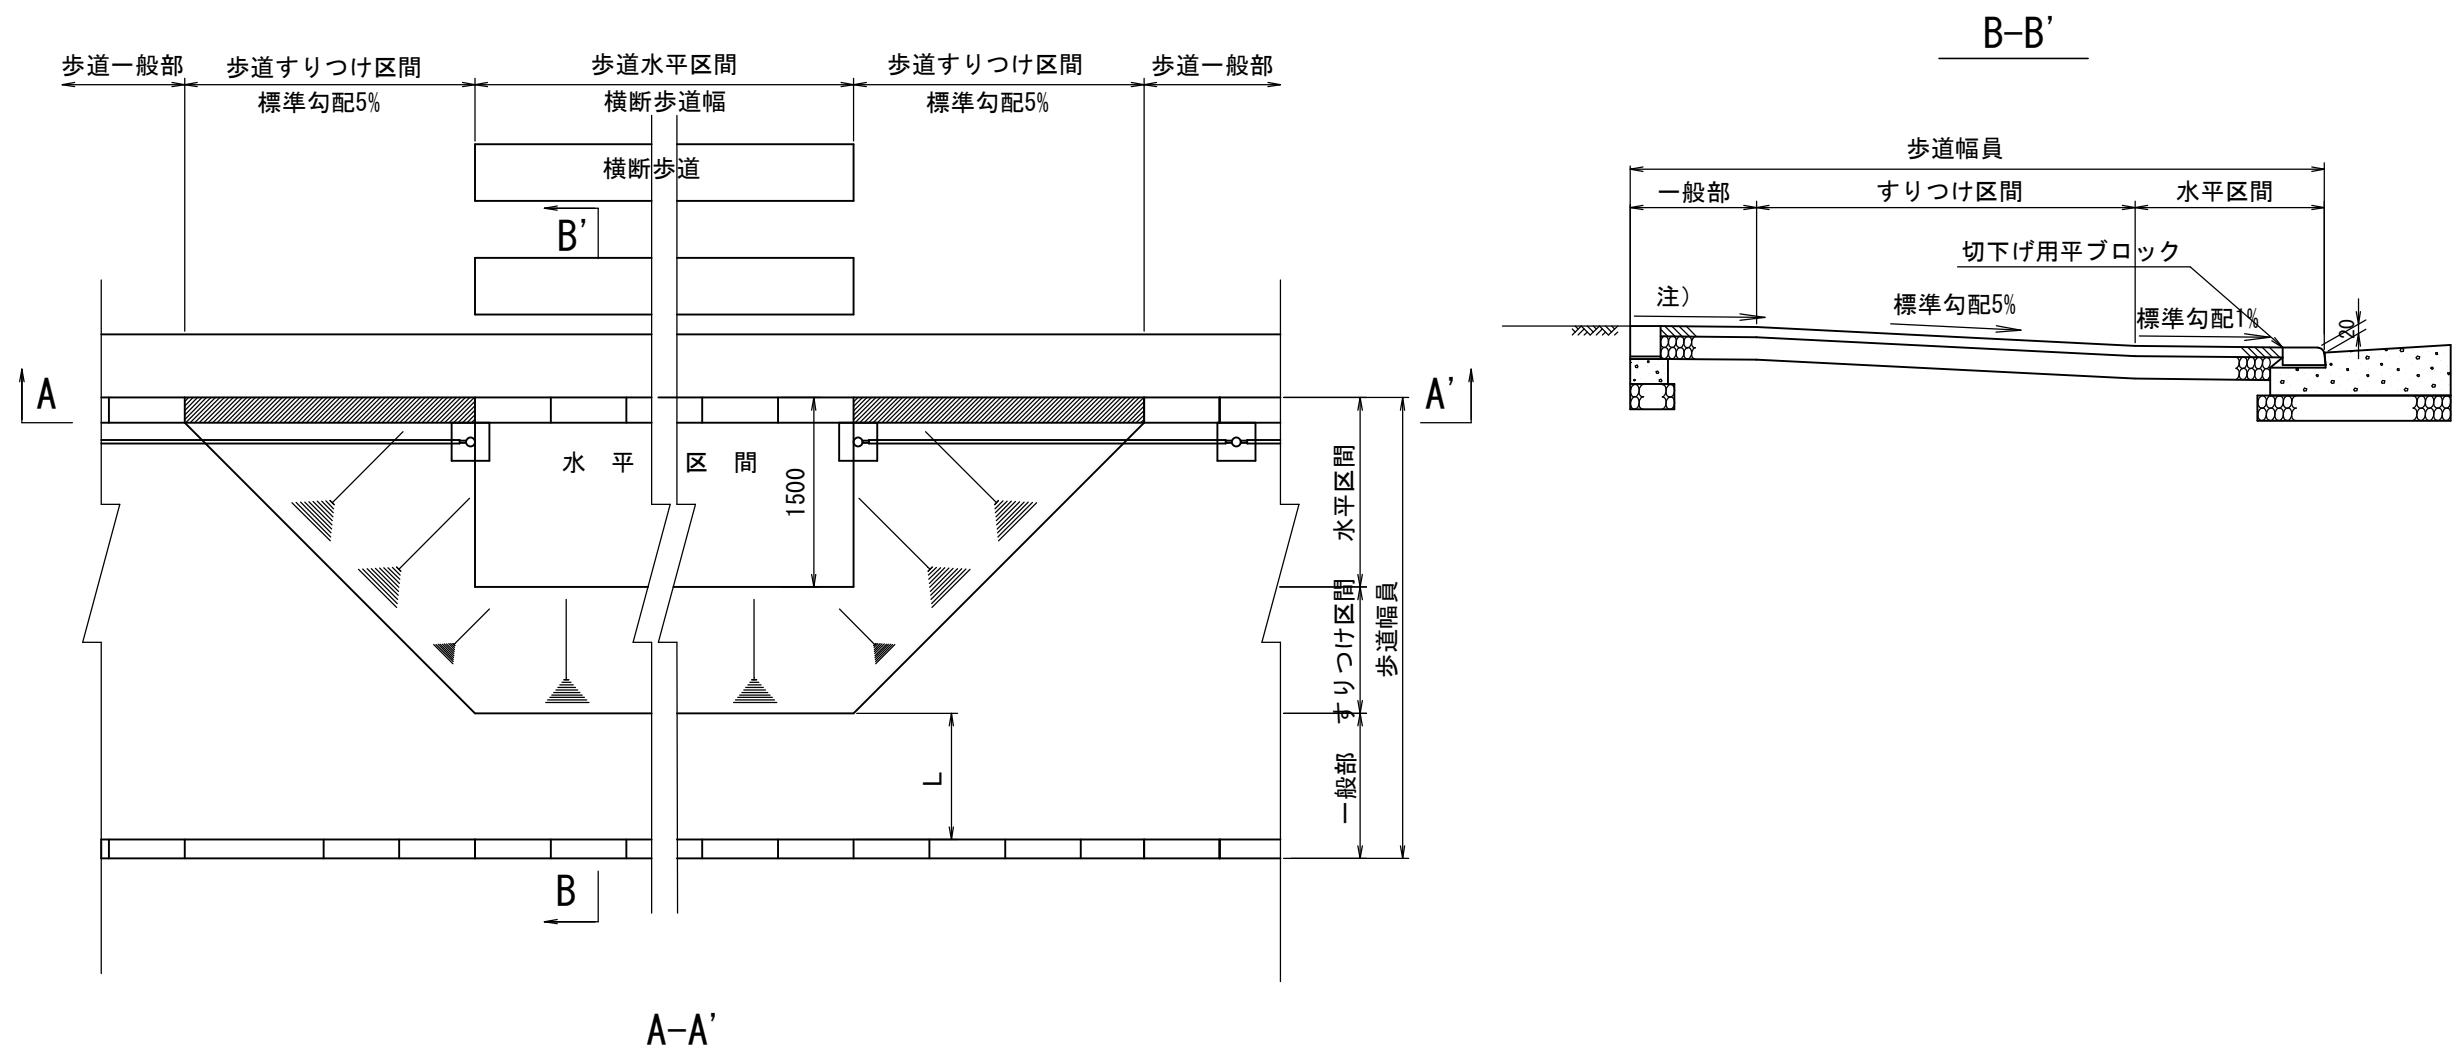 B-B'
歩道一般部
歩道すりつけ区間
歩道水平区間
歩道すりつけ区間
歩道一般部
標準勾配5%
横断歩道幅
標準勾配5%
横断歩道
B'
A
A'
水 平 区 間
1500
水平区間
すりつけ区間
一般部
歩道幅員
L
B
A-A'
歩道幅員
一般部
すりつけ区間
水平区間
切下げ用平ブロック
注)
標準勾配5%
標準勾配1%
20